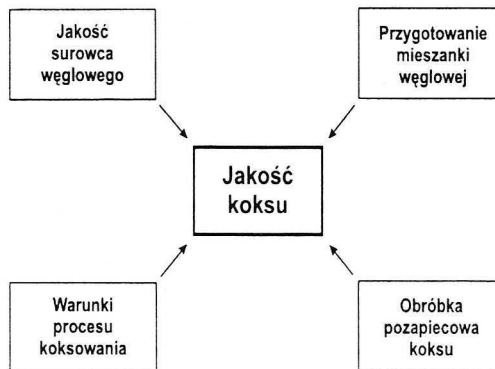 Jakość
surowca
węglowego
Przygotowanie
mieszanki
węglowej
Jakość
koksu
Warunki
procesu
koksowania
Obróbka
pozapiecowa
koksu